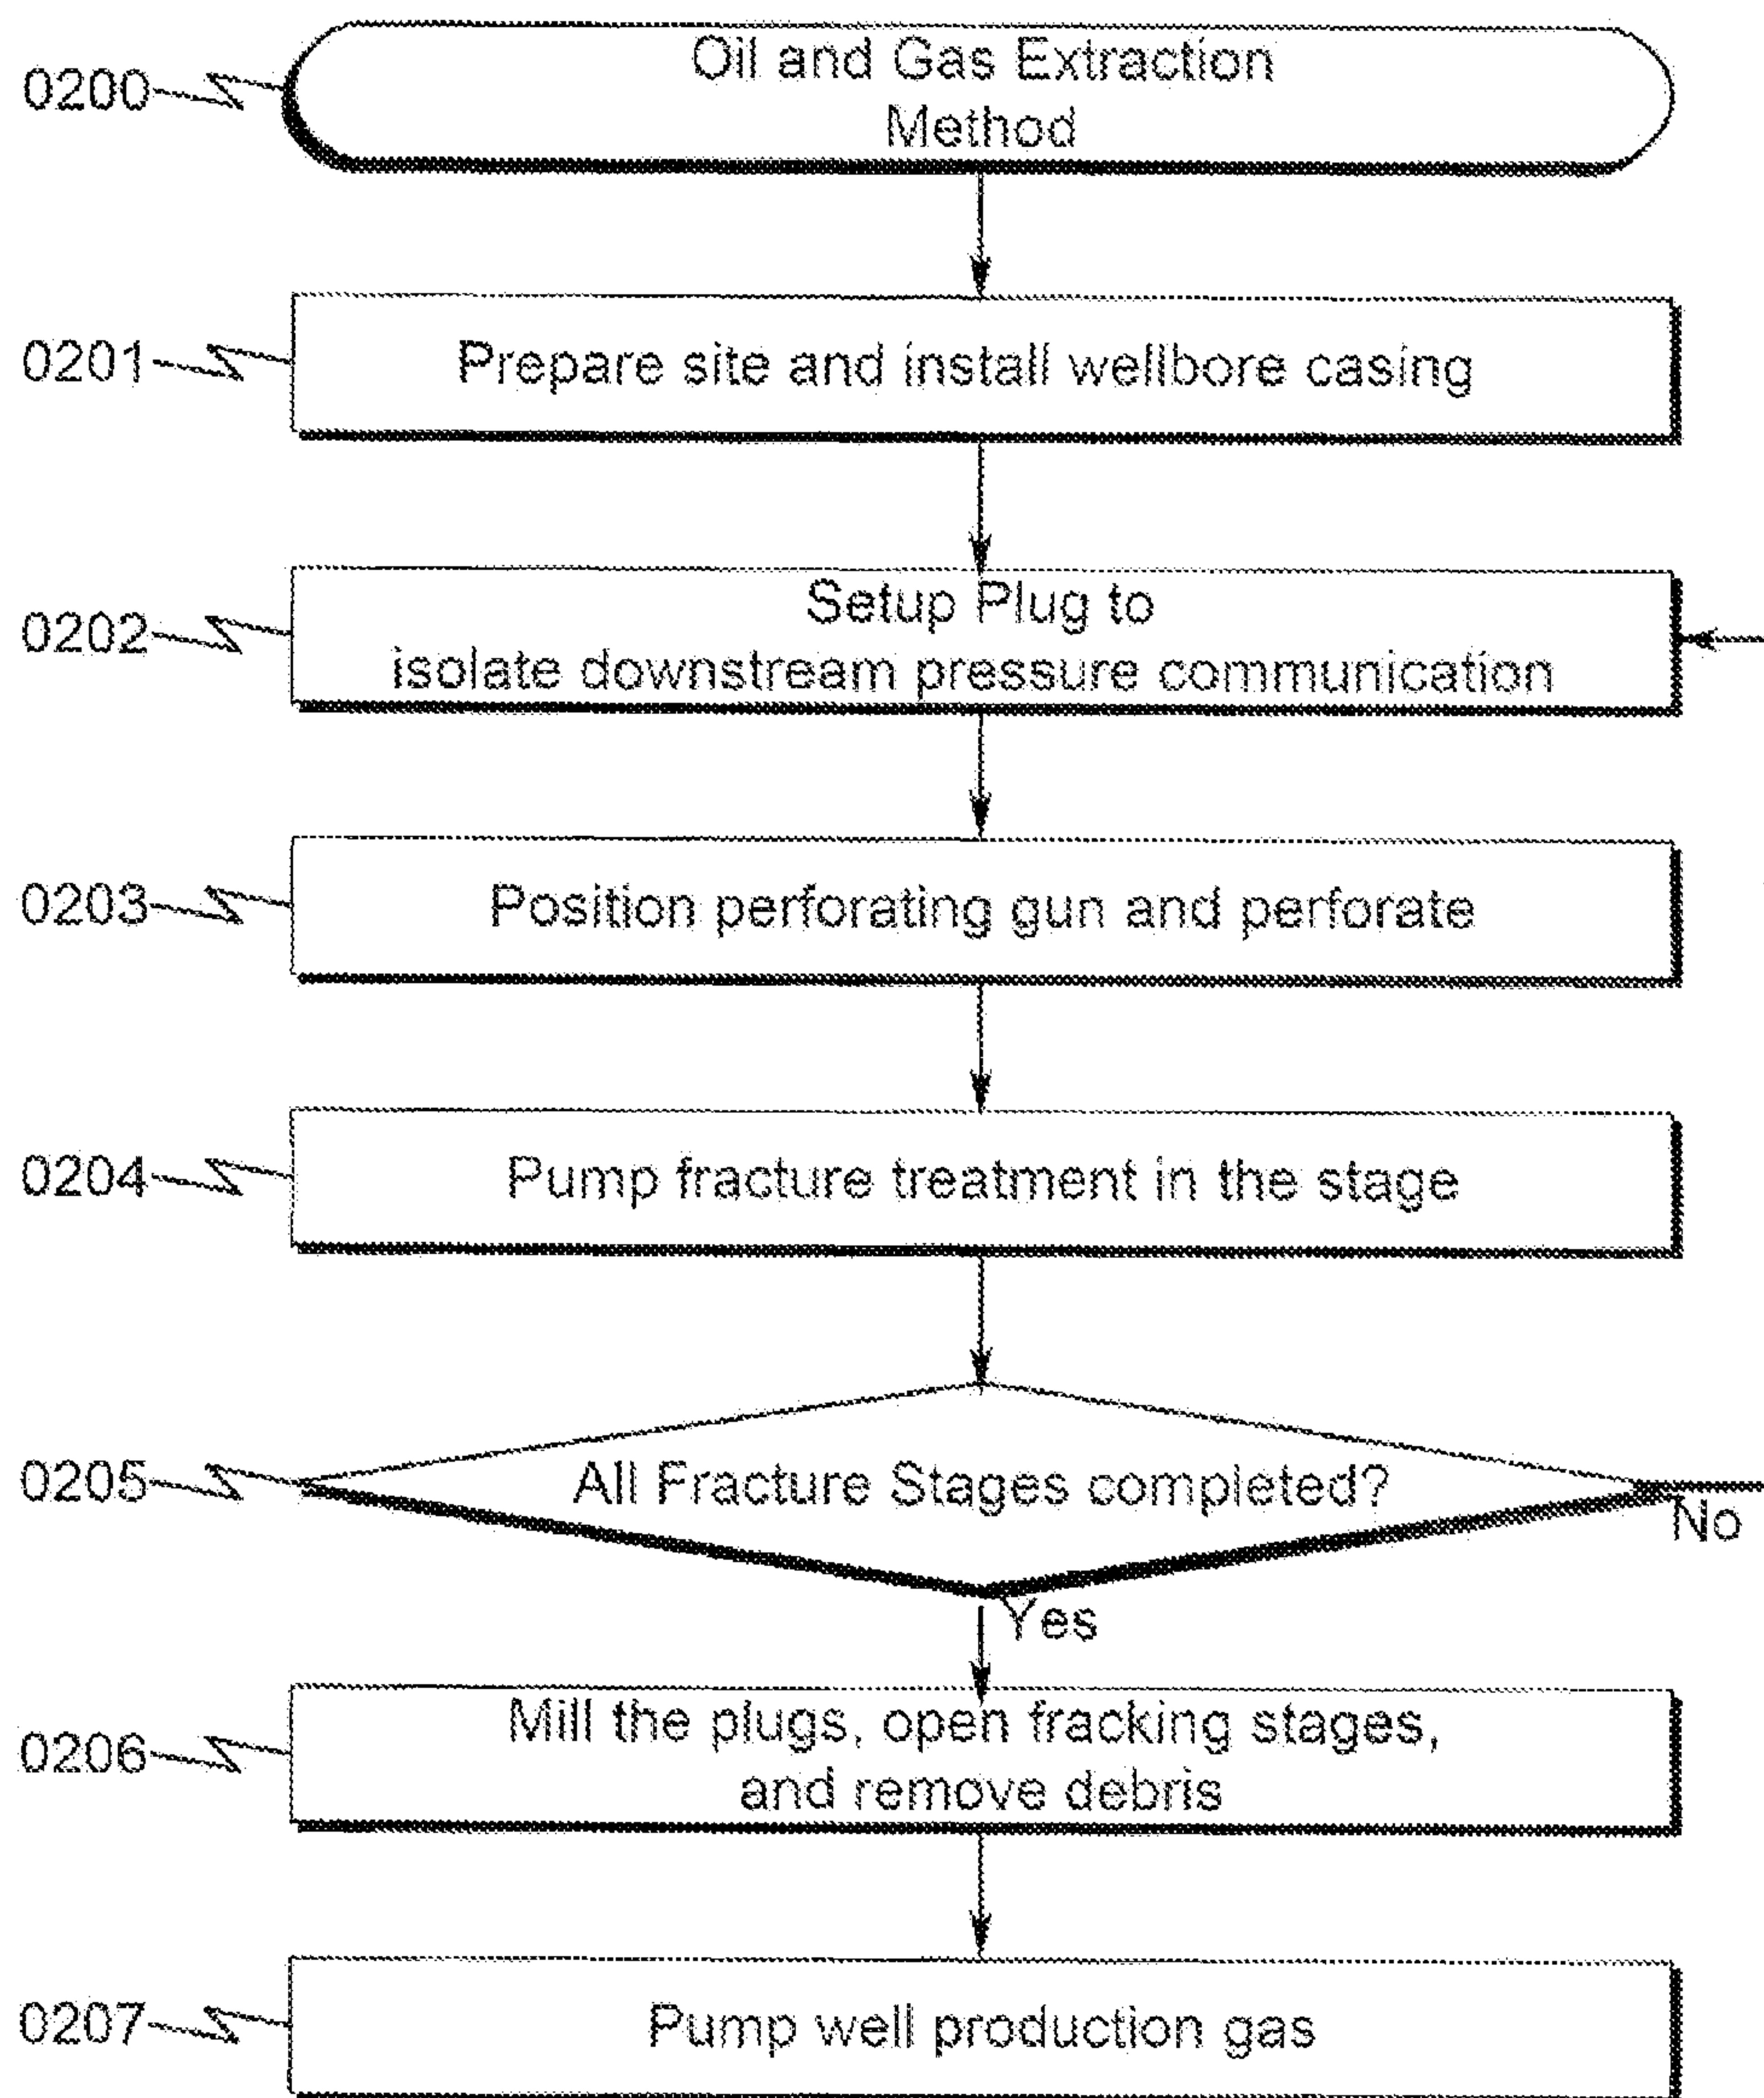 Oil and Gas Extraction
Method
0200
0201
Prepare site and install wellbore casing
Setup Plug to
0202
isolate downstream pressure communication
0203
Position perforating gun and perforate
0204
Pump fracture treatment in the stage
0205
All Fracture Stages completed?
No
Yes
Mill the plugs, open fracking stages,
0206
and remove debris
0207
Pump well production gas